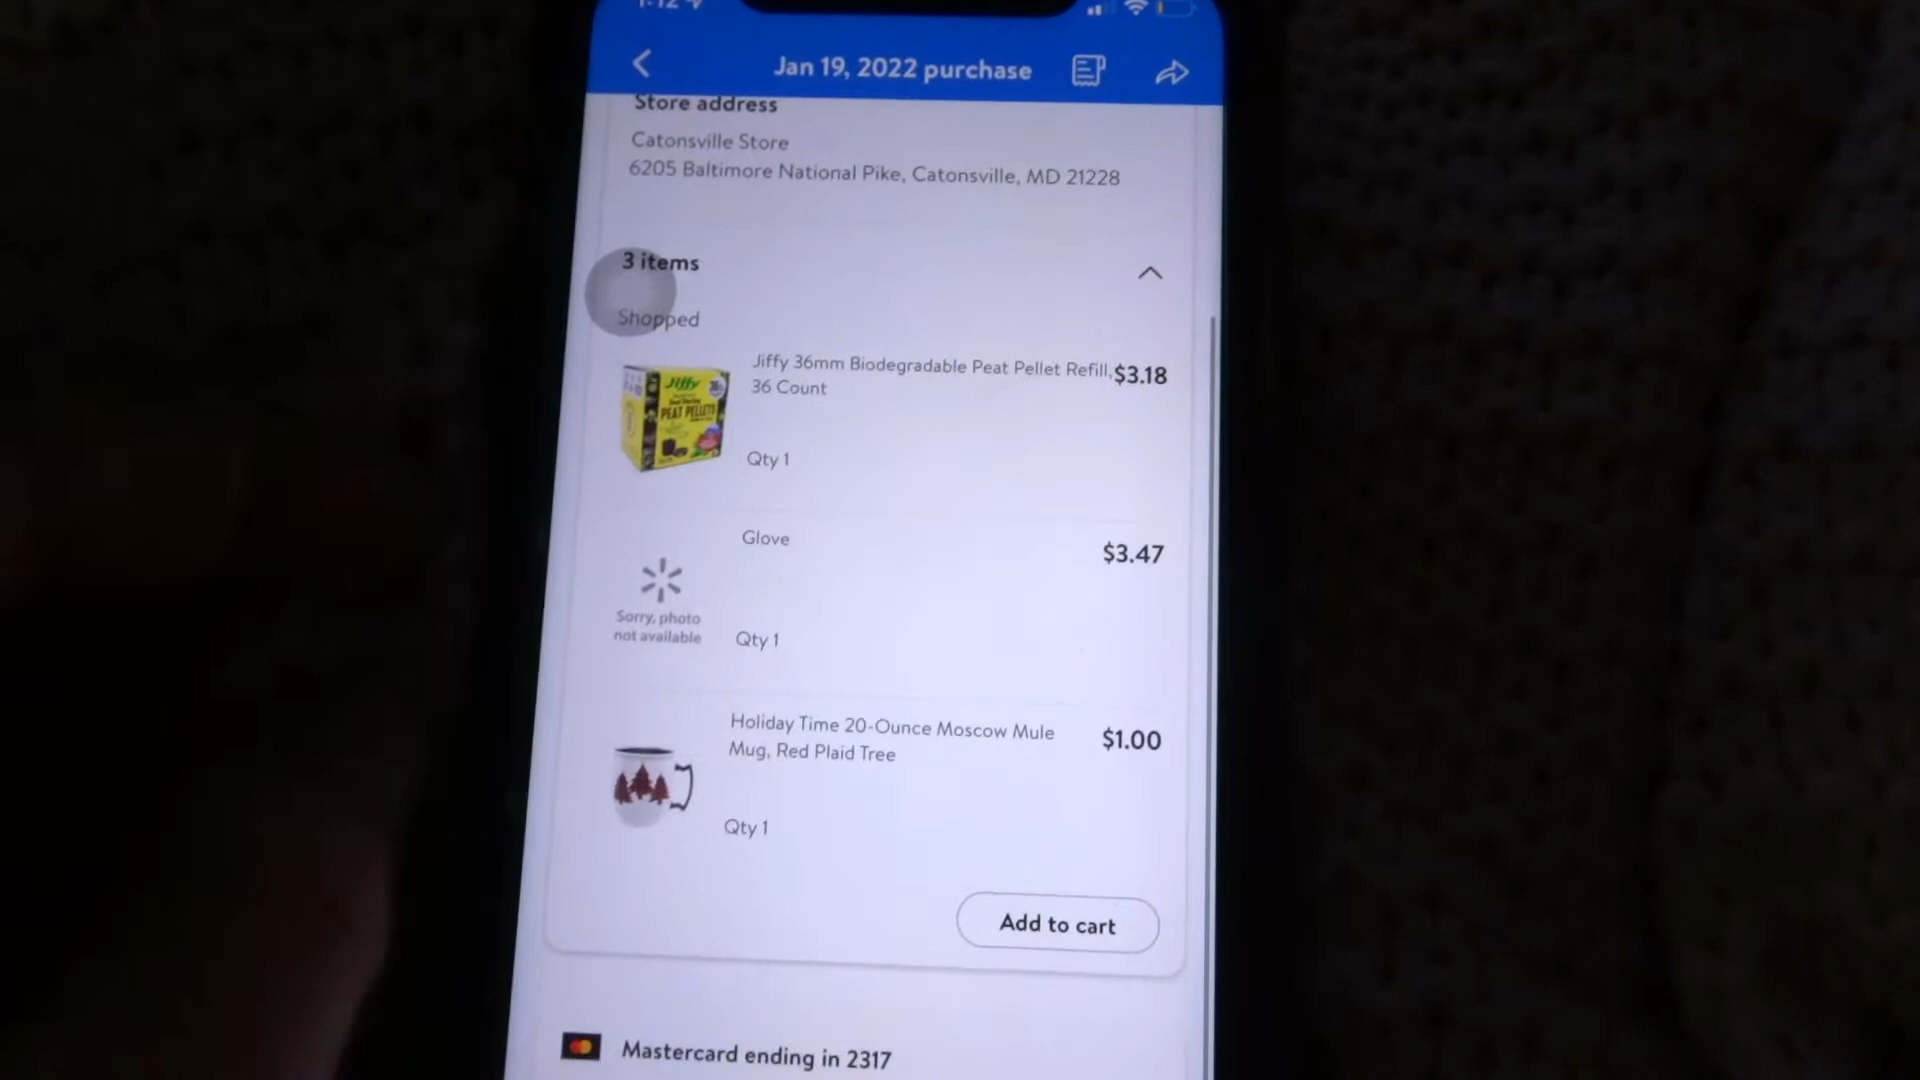 Jan 19, 2022 purchase
Store address
Catonsville Store
6205 Baltimore National Pike, Catonsville, MD 21228
3 items
Shopped
Jiffy 36mm Biodegradable Peat Pellet Refill, $3.18
36 Count
Jiffy
PEAT PELLETS
Qty 1
Glove
$3.47
Sorry, photo
not available
Qty 1
Holiday Time 20-Ounce Moscow Mule
Mug, Red Plaid Tree
$1.00
Qty 1
Add to cart
Mastercard ending in 2317